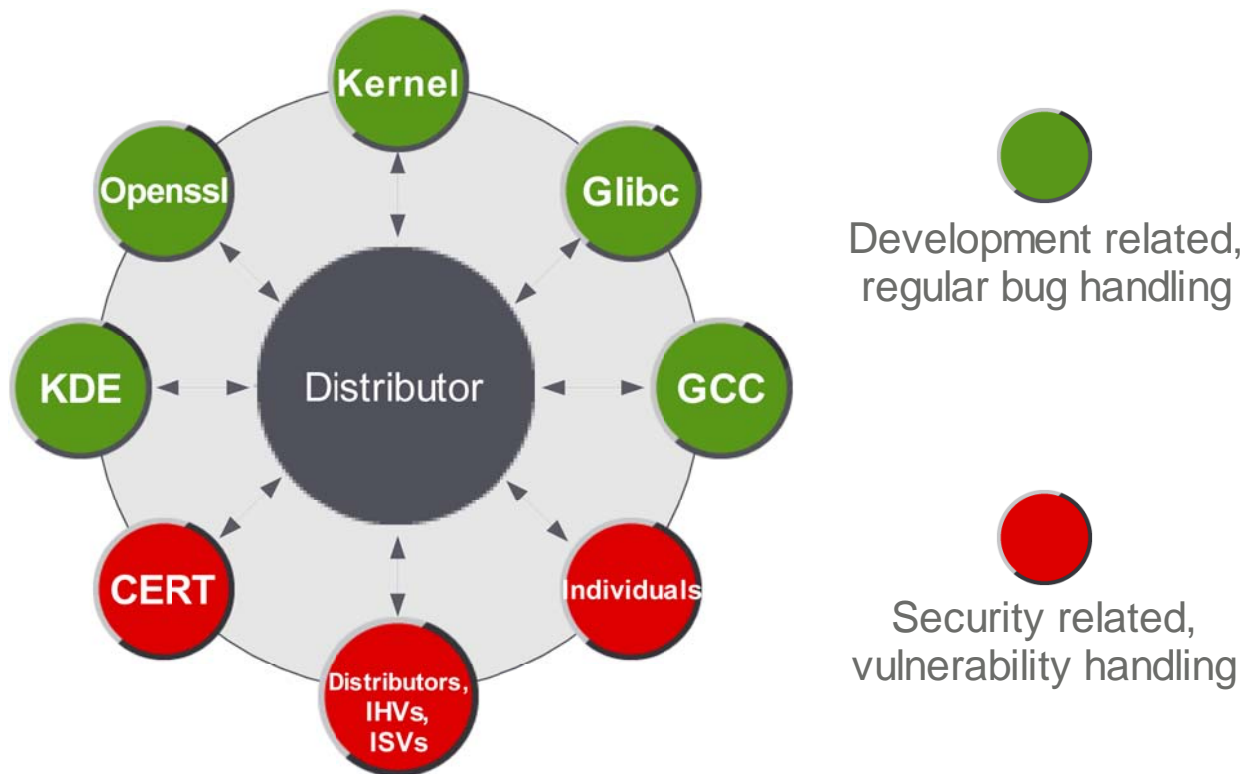 Kernel
Openssl
Glibc
KDE
Distributor
GCC
CERT
Individuals
Distributors,
IHVs,
ISVs
Development related,
regular bug handling
Security related,
vulnerability handling